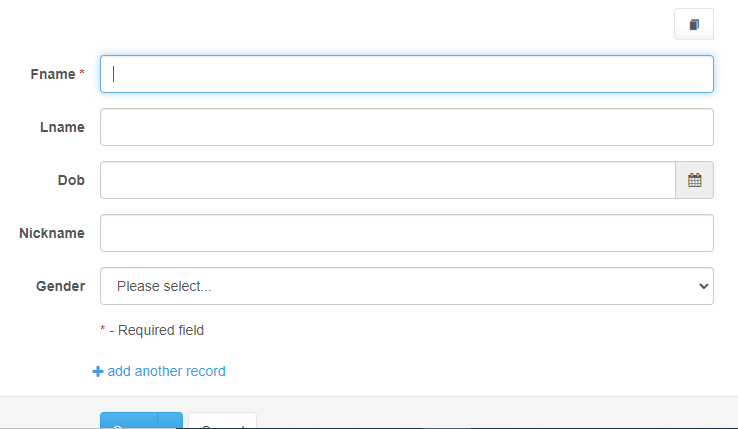 Fname *
Lname
Dob
Nickname
Gender Please select...
* - Required field
add another record